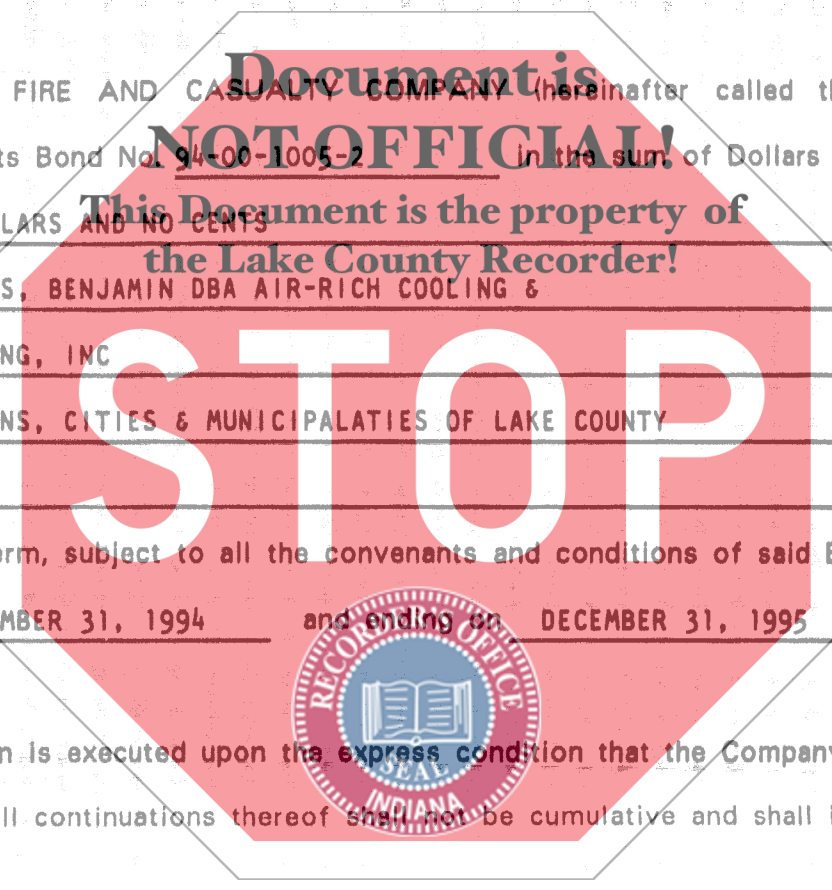 Document is
NOT OFFICIAL!
This Document is the property of
the Lake County Recorder!
STOP
FIRE AND CASUALTY COMPANY (hereinafter called th
ts Bond No. 94-00-1005-2 in the sum of Dollars
LARS AND NO CENTS
S, BENJAMIN DBA AIR-RICH COOLING &
NG, INC
NS, CITIES & MUNICIPALATIES OF LAKE COUNTY
erm, subject to all the convenants and conditions of said B
MBER 31, 1994 and ending on DECEMBER 31, 1995
n is executed upon the express condition that the Company
ll continuations thereof shall not be cumulative and shall i
RECORDING OFFICE
SEAL
INDIANA